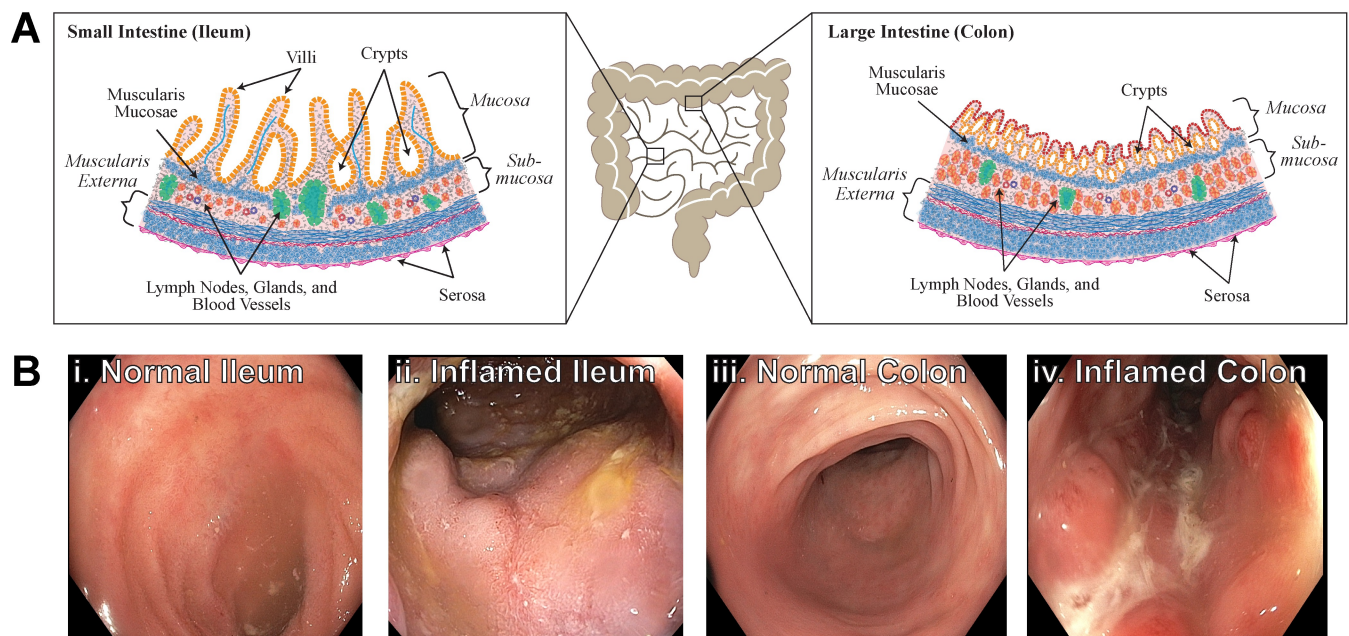 A
Small Intestine (Ileum)
Villi
Crypts
Muscularis
Mucosae
Mucosa
Muscularis
Externa
Sub-
mucosa
Lymph Nodes, Glands, and
Blood Vessels
Serosa
Large Intestine (Colon)
Muscularis
Mucosae
Crypts
Mucosa
Sub-
mucosa
Muscularis
Externa
Lymph Nodes, Glands, and
Blood Vessels
Serosa
B
i. Normal Ileum
ii. Inflamed Ileum
iii. Normal Colon
iv. Inflamed Colon